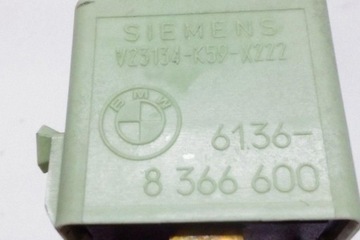 SIEMENS
V23134-K59-X222
BMW
61.36-
8 366 600